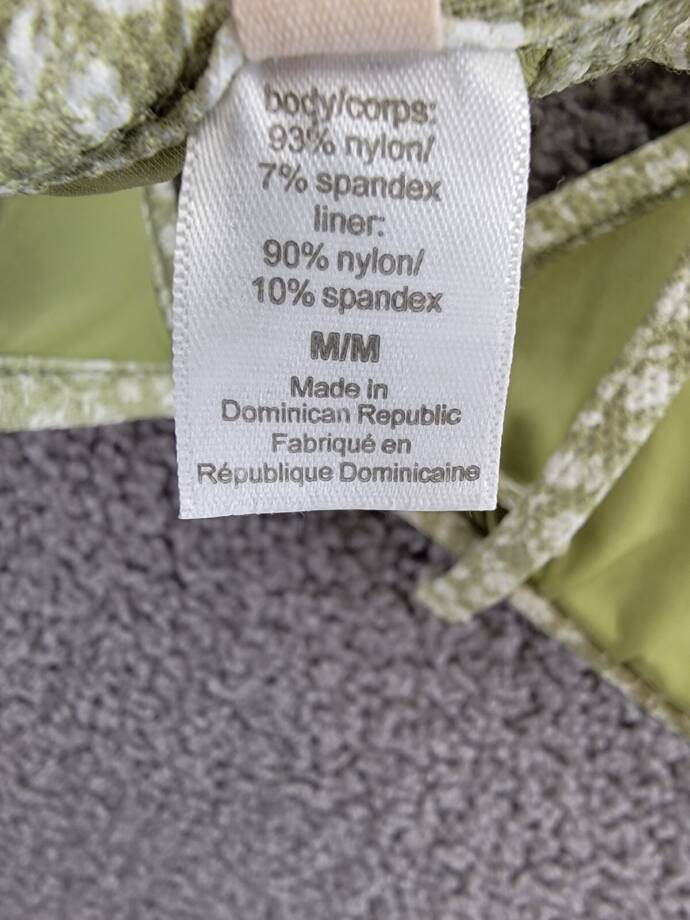 body/corps:
93% nylon/
7% spandex
liner:
90% nylon/
10% spandex
M/M
Made in
Dominican Republic
Fabriqué en
République Dominicaine